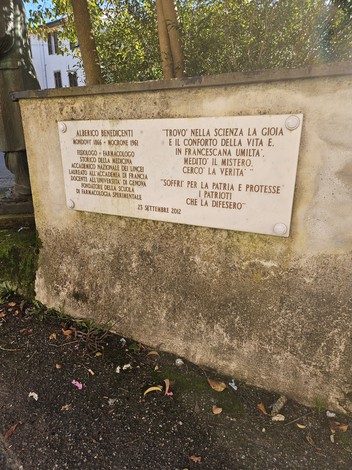 ALBERICO BENEDICENTI
MONDOVI' 1866 - NOCRONE 1961
FISIOLOGO - FARMACOLOGO
STORICO DELLA MEDICINA
ACCADEMICO NAZIONALE DEI LINCEI
LAUREATO ALL'ACCADEMIA DI FRANCIA
DOCENTE ALL'UNIVERSITÀ DI GENOVA
FONDATORE DELLA SCUOLA
DI FARMACOLOGIA SPERIMENTALE
"TROVO' NELLA SCIENZA LA GIOIA
E IL CONFORTO DELLA VITA E,
IN FRANCESCANA UMILTA',
MEDITO' IL MISTERO,
CERCO' LA VERITA' "
"SOFFRI' PER LA PATRIA E PROTESSE
I PATRIOTI
CHE LA DIFESERO"
23 SETTEMBRE 2012